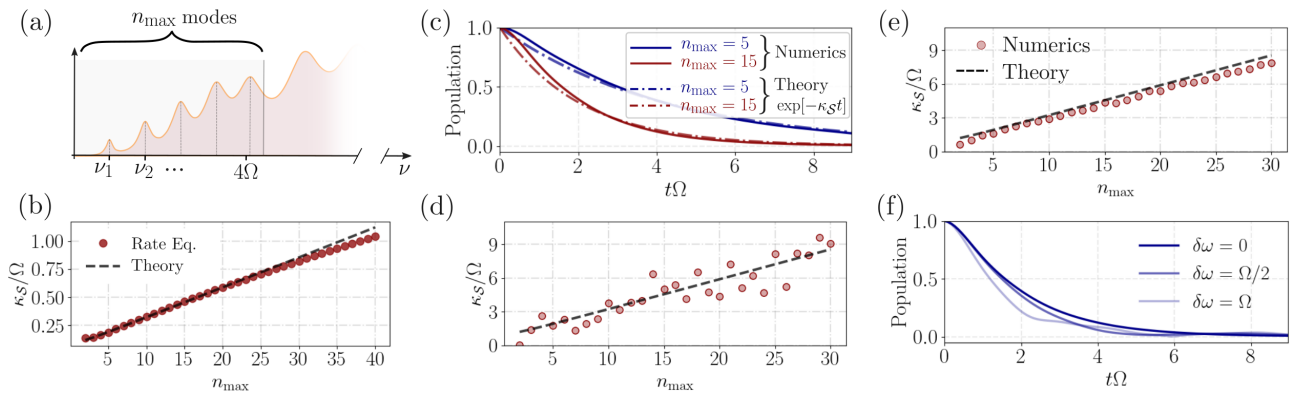 (a)
n_max modes
ν₁ ν₂ ... 4Ω ν
(b)
κ_S/Ω
1.00
0.75
0.50
0.25
Rate Eq.
Theory
5 10 15 20 25 30 35 40
n_max
(c)
Population
1.0
0.5
0.0
n_max = 5
n_max = 15
Numerics
n_max = 5
n_max = 15
Theory
exp[−κ_S t]
0 2 4 6 8
tΩ
(d)
κ_S/Ω
9
6
3
0
5 10 15 20 25 30
n_max
(e)
κ_S/Ω
9
6
3
0
Numerics
Theory
5 10 15 20 25 30
n_max
(f)
Population
1.0
0.5
0.0
δω = 0
δω = Ω/2
δω = Ω
0 2 4 6 8
tΩ